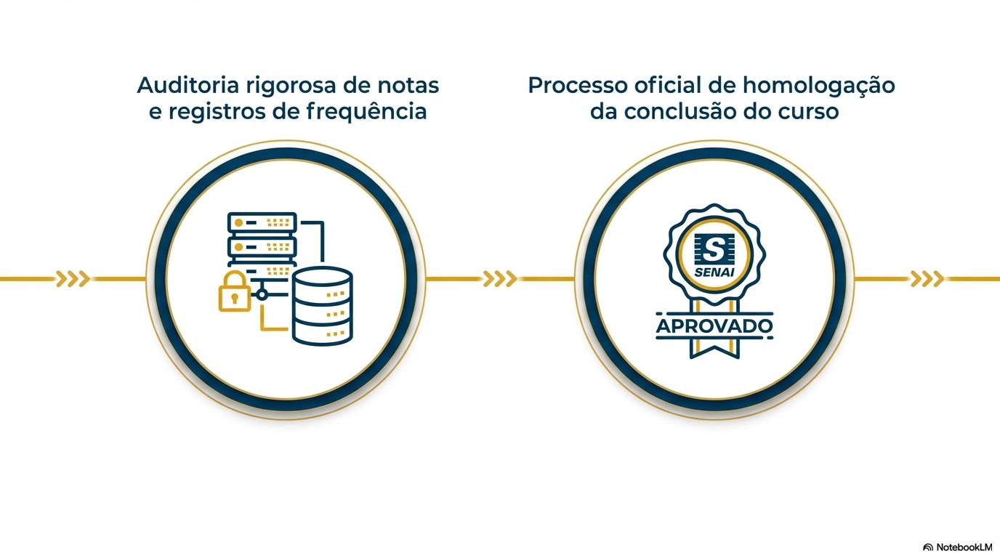 Auditoria rigorosa de notas
e registros de frequência
Processo oficial de homologação
da conclusão do curso
S
SENAI
APROVADO
NotebookLM